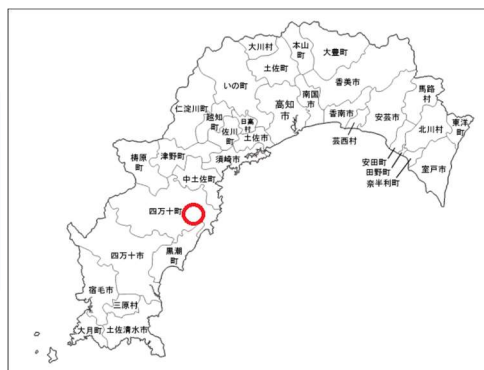 大川村
本山町
大豊町
土佐町
いの町
香美市
馬路村
仁淀川町
高知市
南国市
越知町
日高村
佐川町
土佐市
香南市
安芸市
北川村
東洋町
芸西村
津野町
須崎市
梼原町
安田町
田野町
奈半利町
室戸市
中土佐町
四万十町
四万十市
黒潮町
宿毛市
三原村
大月町
土佐清水市